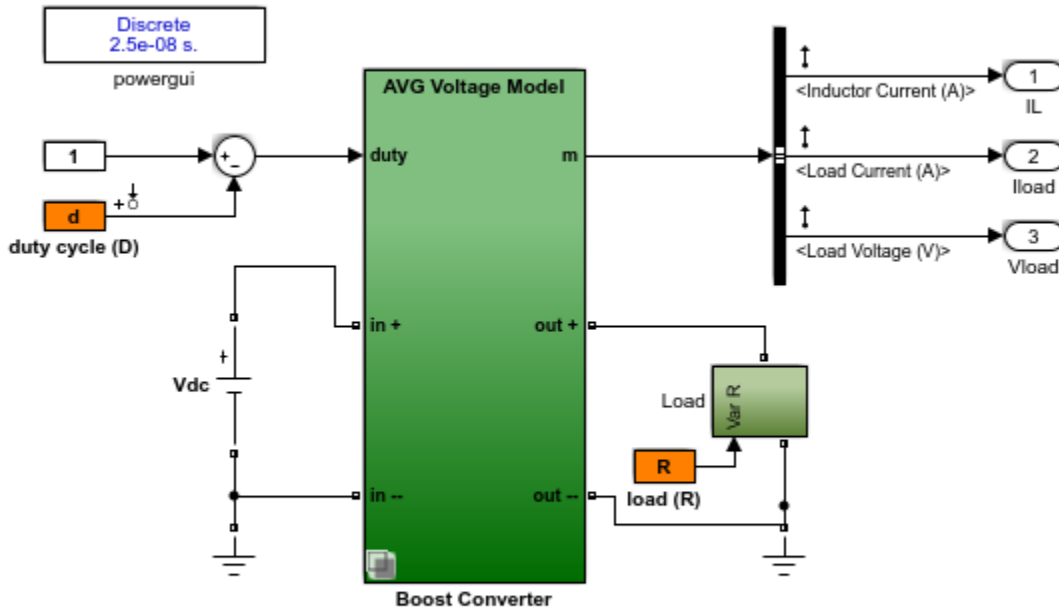 Discrete
2.5e-08 s.
powergui
1
+
-
d
+
duty cycle (D)
Vdc
+
AVG Voltage Model
duty
m
in +
out +
in --
out --
Boost Converter
<Inductor Current (A)>
1
IL
<Load Current (A)>
2
Iload
<Load Voltage (V)>
3
Vload
Load
Var R
R
load (R)